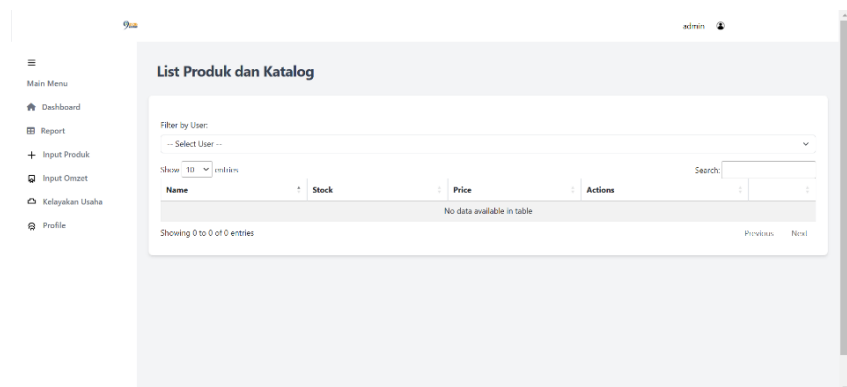 admin
Main Menu
Dashboard
Report
Input Produk
Input Omzet
Kelayakan Usaha
Profile
List Produk dan Katalog
Filter by User:
-- Select User --
Show 10 entries
Search:
Name Stock Price Actions
No data available in table
Showing 0 to 0 of 0 entries
Previous Next